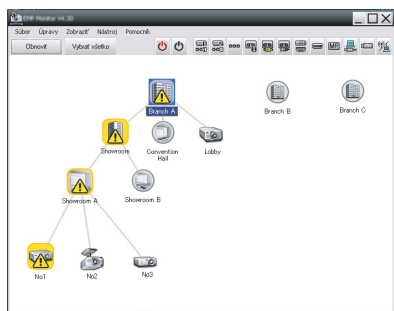 EMP Monitor V4.30
Súbor Úpravy Zobraziť Nástroj Pomocník
Obnoviť Vybrať všetko
Branch A
Branch B
Branch C
Showroom
Convention
Hall
Lobby
Showroom A
Showroom B
No1
No2
No3